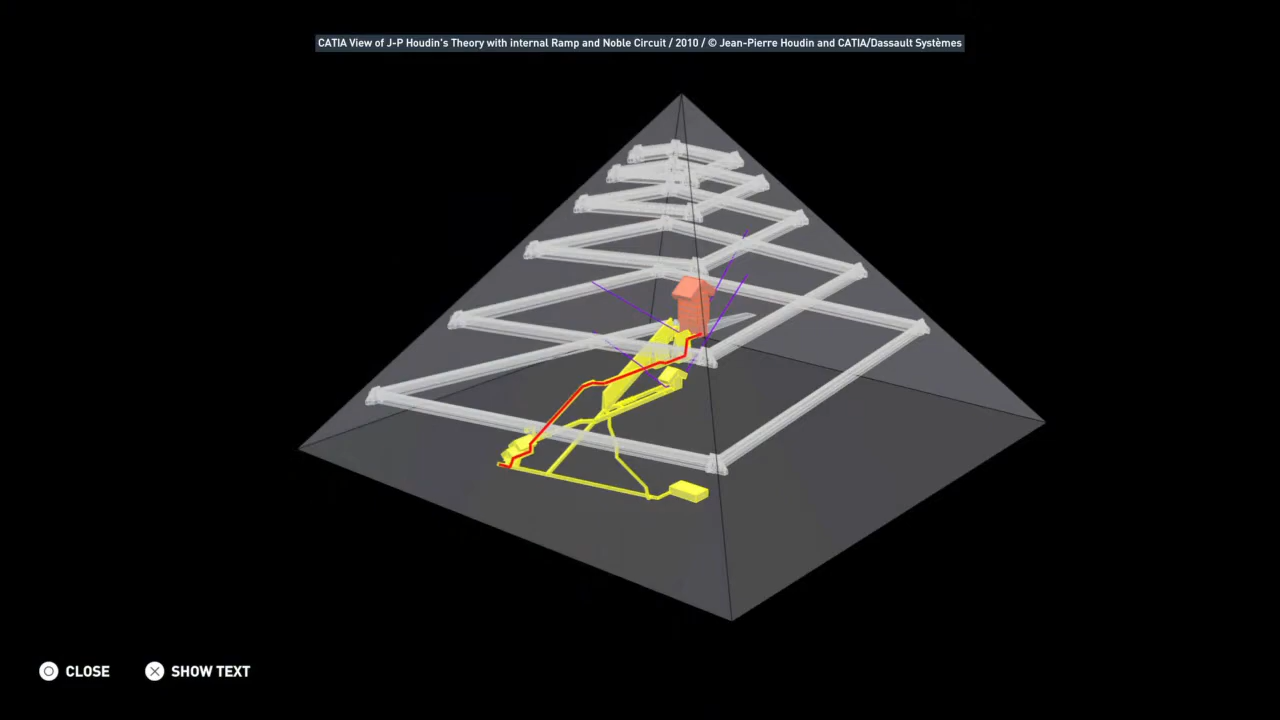 CATIA View of J-P Houdin's Theory with internal Ramp and Noble Circuit / 2010 / © Jean-Pierre Houdin and CATIA/Dassault Systèmes
CLOSE
SHOW TEXT